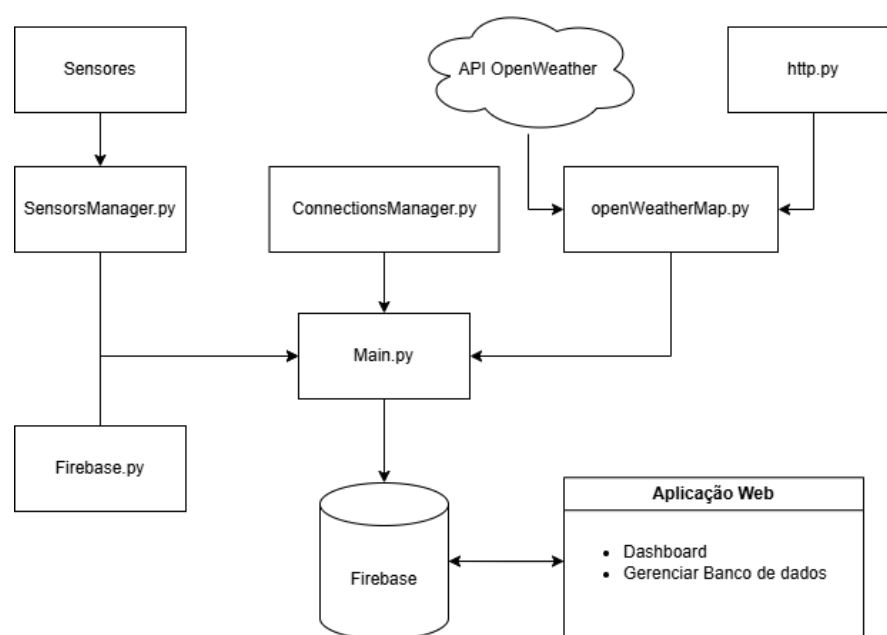 Sensores
API OpenWeather
http.py
SensorsManager.py
ConnectionsManager.py
openWeatherMap.py
Main.py
Firebase.py
Firebase
Aplicação Web
• Dashboard
• Gerenciar Banco de dados